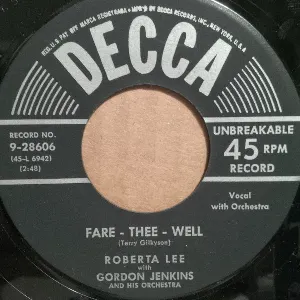 REG. U.S. PAT. OFF. MARCA REGISTRADA • MF'D BY DECCA RECORDS, INC., NEW YORK, U.S.A.
DECCA
RECORD NO.
9-28606
(45-L 6942)
(2:48)
UNBREAKABLE
45 RPM
RECORD
Vocal
with Orchestra
FARE - THEE - WELL
(Terry Gilkyson)
ROBERTA LEE
with
GORDON JENKINS
AND HIS ORCHESTRA